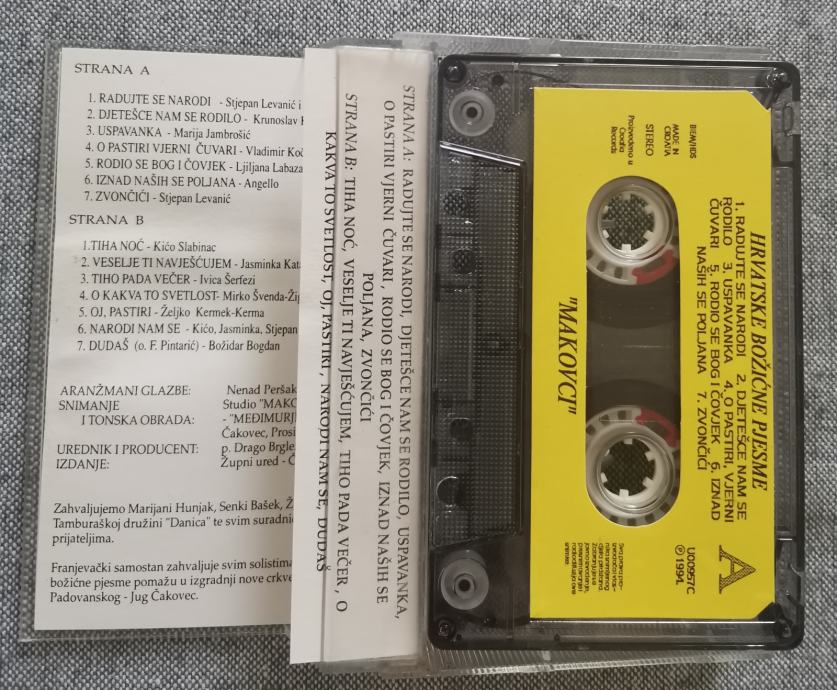 STRANA A
1. RADUJTE SE NARODI - Stjepan Levanić i
2. DJETEŠCE NAM SE RODILO - Krunoslav
3. USPAVANKA - Marija Jambrošić
4. O PASTIRI VJERNI ČUVARI - Vladimir Koč
5. RODIO SE BOG I ČOVJEK - Ljiljana Labaza
6. IZNAD NAŠIH SE POLJANA - Angello
7. ZVONČIĆI - Stjepan Levanić
STRANA B
1.TIHA NOĆ - Kićo Slabinac
2. VESELJE TI NAVJEŠĆUJEM - Jasminka Kata
3. TIHO PADA VEČER - Ivica Šerfezi
4. O KAKVA TO SVETLOST- Mirko Švenda-Žig
5. OJ, PASTIRI - Željko Kermek-Kerma
6. NARODI NAM SE - Kićo, Jasminka, Stjepan
7. DUDAŠ (o. F. Pintarić) - Božidar Bogdan
ARANŽMANI GLAZBE: Nenad Peršak
SNIMANJE Studio "MAKO
I TONSKA OBRADA: - "MEĐIMURJ
Čakovec, Prosi
UREDNIK I PRODUCENT: p. Drago Brgle
IZDANJE: Župni ured - Č
Zahvaljujemo Marijani Hunjak, Senki Bašek, Ž
Tamburaškoj družini "Danica" te svim suradnic
prijateljima.
Franjevački samostan zahvaljuje svim solistima
božićne pjesme pomažu u izgradnji nove crkve
Padovanskog - Jug Čakovec.
STRANA A: RADUJTE SE NARODI, DJETEŠCE NAM SE RODILO, USPAVANKA,
O PASTIRI VJERNI ČUVARI, RODIO SE BOG I ČOVJEK, IZNAD NAŠIH SE
POLJANA, ZVONČIĆI
STRANA B: TIHA NOĆ, VESELJE TI NAVJEŠĆUJEM, TIHO PADA VEČER, O
KAKVA TO SVETLOST, OJ, PASTIRI, NARODI NAM SE, DUDAŠ
HRVATSKE BOŽIĆNE PJESME
1. RADUJTE SE NARODI 2. DJETEŠCE NAM SE
RODILO 3. USPAVANKA 4. O PASTIRI, VJERNI
ČUVARI 5. RODIO SE BOG I ČOVJEK 6. IZNAD
NAŠIH SE POLJANA 7. ZVONČIĆI
BIEM/HDS
MADE IN
CROATIA
STEREO
Proizvedeno u
Croatia
Records
"MAKOVCI"
A
U00957C
℗ 1994.